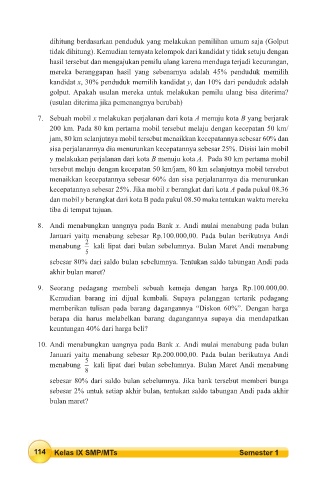 dihitung berdasarkan penduduk yang melakukan pemilihan umum saja (Golput
tidak dihitung). Kemudian ternyata kelompok dari kandidat y tidak setuju dengan
hasil tersebut dan mengajukan pemilu ulang karena menduga terjadi kecurangan,
mereka beranggapan hasil yang sebenarnya adalah 45% penduduk memilih
kandidat x, 30% penduduk memilih kandidat y, dan 10% dari penduduk adalah
golput. Apakah usulan mereka untuk melakukan pemilu ulang bisa diterima?
(usulan diterima jika pemenangnya berubah)
7. Sebuah mobil x melakukan perjalanan dari kota A menuju kota B yang berjarak
200 km. Pada 80 km pertama mobil tersebut melaju dengan kecepatan 50 km/
jam, 80 km selanjutnya mobil tersebut menaikkan kecepatannya sebesar 60% dan
sisa perjalanannya dia menurunkan kecepatannya sebesar 25%. Disisi lain mobil
y melakukan perjalanan dari kota B menuju kota A. Pada 80 km pertama mobil
tersebut melaju dengan kecepatan 50 km/jam, 80 km selanjutnya mobil tersebut
menaikkan kecepatannya sebesar 60% dan sisa perjalanannya dia menurunkan
kecepatannya sebesar 25%. Jika mobil x berangkat dari kota A pada pukul 08.36
dan mobil y berangkat dari kota B pada pukul 08.50 maka tentukan waktu mereka
tiba di tempat tujuan.
8. Andi menabungkan uangnya pada Bank x. Andi mulai menabung pada bulan
Januari yaitu menabung sebesar Rp.100.000,00. Pada bulan berikutnya Andi
menabung 2/5 kali lipat dari bulan sebelumnya. Bulan Maret Andi menabung
sebesar 80% dari saldo bulan sebelumnya. Tentukan saldo tabungan Andi pada
akhir bulan maret?
9. Seorang pedagang membeli sebuah kemeja dengan harga Rp.100.000,00.
Kemudian barang ini dijual kembali. Supaya pelanggan tertarik pedagang
memberikan tulisan pada barang dagangannya “Diskon 60%”. Dengan harga
berapa dia harus melabelkan barang dagangannya supaya dia mendapatkan
keuntungan 40% dari harga beli?
10. Andi menabungkan uangnya pada Bank x. Andi mulai menabung pada bulan
Januari yaitu menabung sebesar Rp.200.000,00. Pada bulan berikutnya Andi
menabung 5/8 kali lipat dari bulan sebelumnya. Bulan Maret Andi menabung
sebesar 80% dari saldo bulan sebelumnya. Jika bank tersebut memberi bunga
sebesar 2% untuk setiap akhir bulan, tentukan saldo tabungan Andi pada akhir
bulan maret?
114 Kelas IX SMP/MTs Semester 1